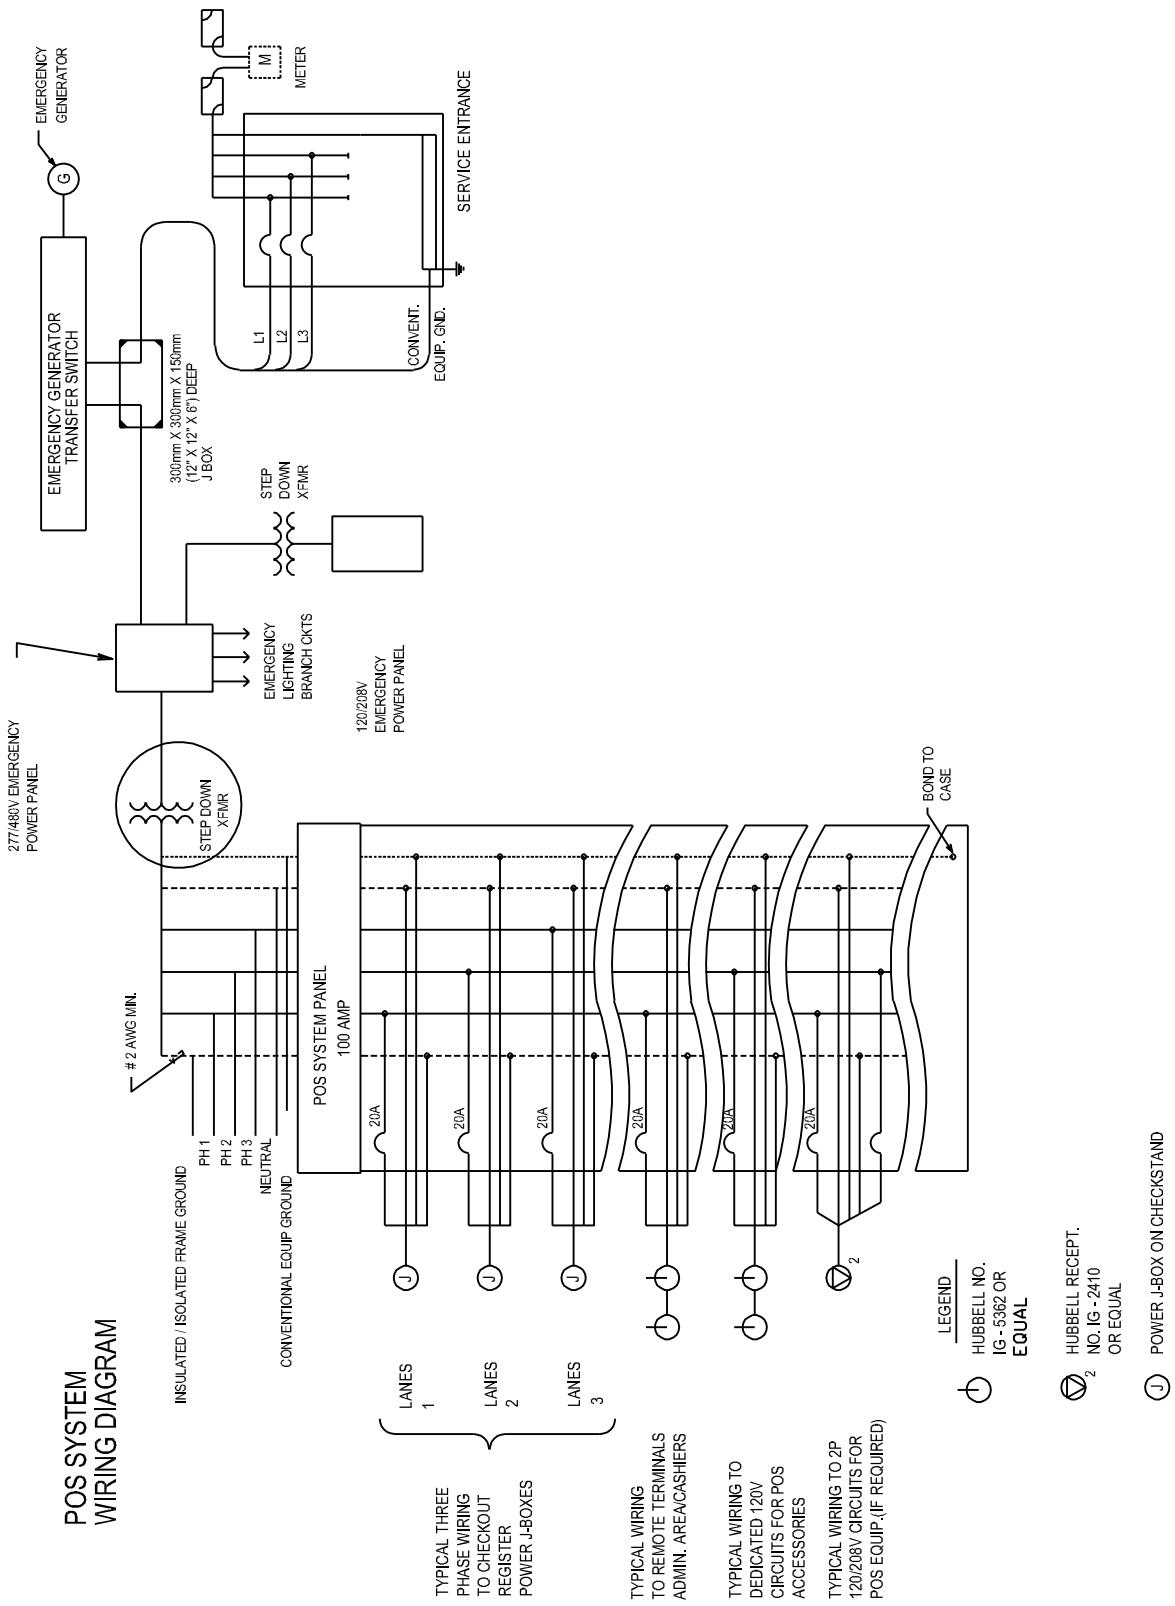 POS SYSTEM
WIRING DIAGRAM
277/480V EMERGENCY
POWER PANEL
EMERGENCY GENERATOR
TRANSFER SWITCH
G
EMERGENCY
GENERATOR
300mm X 300mm X 150mm
(12" X 12" X 6") DEEP
J BOX
M
METER
SERVICE ENTRANCE
L1
L2
L3
CONVENT.
EQUIP. GND.
STEP
DOWN
XFMR
EMERGENCY
LIGHTING
BRANCH CKTS
120/208V
EMERGENCY
POWER PANEL
STEP DOWN
XFMR
# 2 AWG MIN.
INSULATED / ISOLATED FRAME GROUND
PH 1
PH 2
PH 3
NEUTRAL
CONVENTIONAL EQUIP GROUND
POS SYSTEM PANEL
100 AMP
BOND TO
CASE
20A
20A
20A
20A
20A
20A
J
J
J
2
LANES
1
LANES
2
LANES
3
TYPICAL THREE
PHASE WIRING
TO CHECKOUT
REGISTER
POWER J-BOXES
TYPICAL WIRING
TO REMOTE TERMINALS
ADMIN. AREA/CASHIERS
TYPICAL WIRING TO
DEDICATED 120V
CIRCUITS FOR POS
ACCESSORIES
TYPICAL WIRING TO 2P
120/208V CIRCUITS FOR
POS EQUIP.(IF REQUIRED)
LEGEND
HUBBELL NO.
IG - 5362 OR
EQUAL
2
HUBBELL RECEPT.
NO. IG - 2410
OR EQUAL
J
POWER J-BOX ON CHECKSTAND